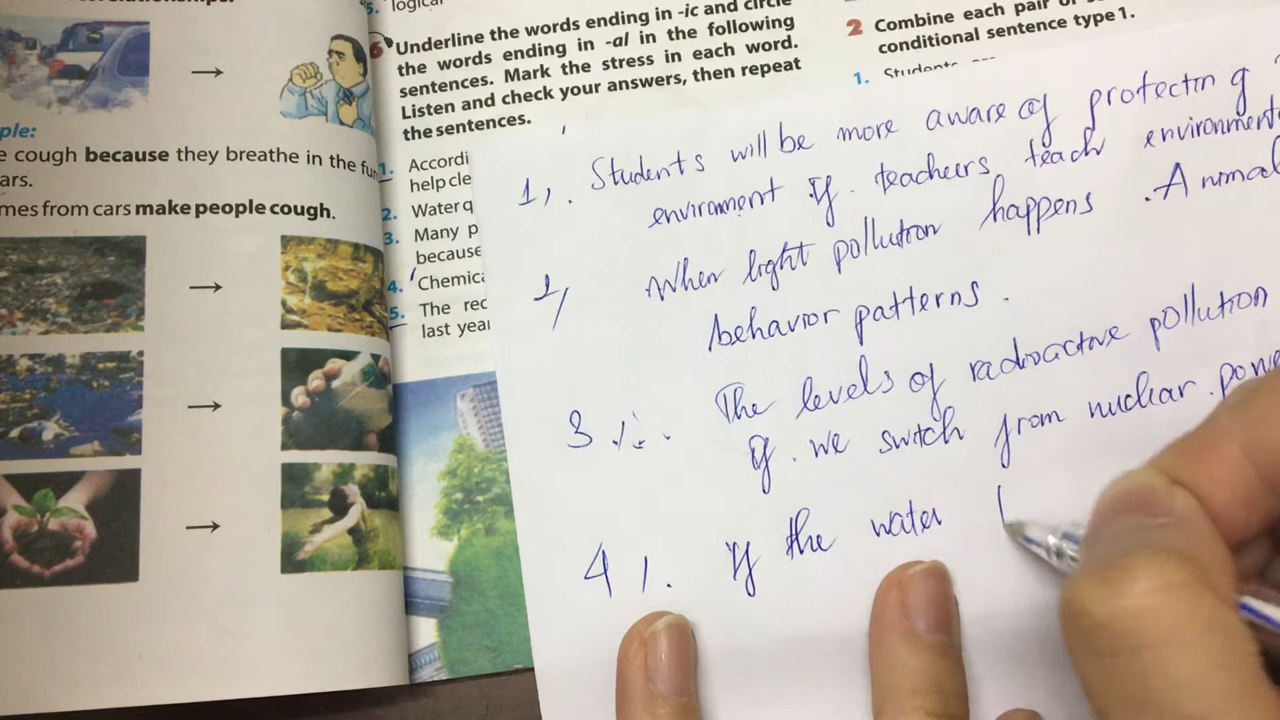 5. logical
6 Underline the words ending in -ic and circle
the words ending in -al in the following
sentences. Mark the stress in each word.
Listen and check your answers, then repeat
the sentences.
1. Accordi
help cle
2. Water q
3. Many p
because
4. Chemica
5. The rec
last year
ple:
e cough because they breathe in the fu
ars.
mes from cars make people cough.
2 Combine each pair of
conditional sentence type 1.
1. Students
1, Students will be more aware of protecting
enviroment if teachers teach environment
2, When light pollution happens . Animal
behavior patterns .
3 The levels of radioactive pollution
If we switch from nuclear powe
4 If the water